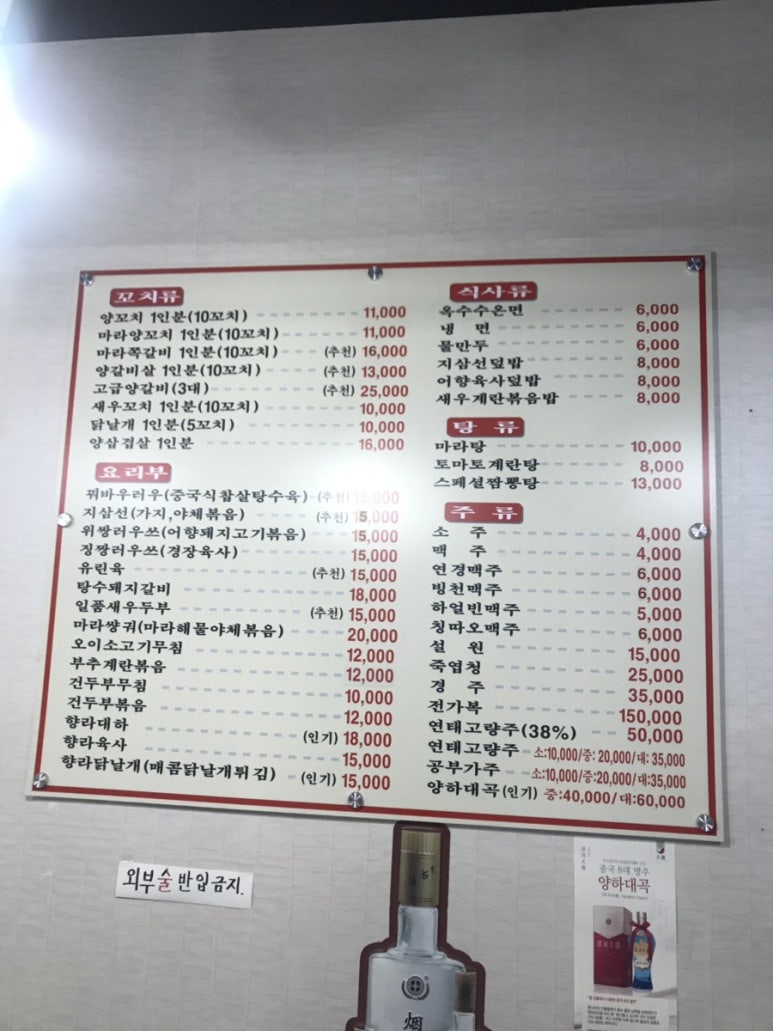 꼬치류
양꼬치 1인분(10꼬치) 11,000
마라양꼬치 1인분(10꼬치) 11,000
마라쪽갈비 1인분(10꼬치) (추천) 16,000
양갈비살 1인분(10꼬치) (추천) 13,000
고급양갈비(3대) (추천) 25,000
새우꼬치 1인분(10꼬치) 10,000
닭날개 1인분(5꼬치) 10,000
양삼겹살 1인분 16,000
요리부
꿔바우러우(중국식찹살탕수육) (추천) 15,000
지삼선(가지,야채볶음) (추천) 15,000
위쌍러우쓰(어향돼지고기볶음) 15,000
징짱러우쓰(경장육사) 15,000
유린육 (추천) 15,000
탕수돼지갈비 18,000
일품새우두부 (추천) 15,000
마라쌍궈(마라해물야채볶음) 20,000
오이소고기무침 12,000
부추계란볶음 12,000
건두부무침 10,000
건두부볶음 12,000
향라대하 (인기) 18,000
향라육사 15,000
향라닭날개(매콤닭날개튀김) (인기) 15,000
식사류
옥수수온면 6,000
냉 면 6,000
물만두 6,000
지삼선덮밥 8,000
어향육사덮밥 8,000
새우계란볶음밥 8,000
탕 류
마라탕 10,000
토마토계란탕 8,000
스페셜짬뽕탕 13,000
주 류
소 주 4,000
맥 주 4,000
연경맥주 6,000
빙천맥주 6,000
하얼빈맥주 5,000
칭따오맥주 6,000
설 원 15,000
죽엽청 25,000
경 주 35,000
전가복 150,000
연태고량주(38%) 50,000
연태고량주 소:10,000/중: 20,000/대: 35,000
공부가주 소:10,000/중:20,000/대:35,000
양하대곡(인기) 중:40,000/대:60,000
외부술반입금지.
烟
중국 8대 명주
양하대곡